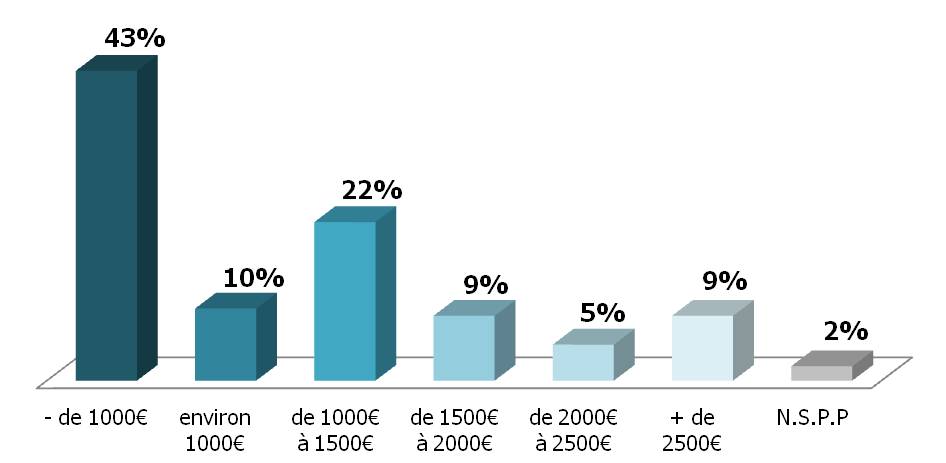 43%
10%
22%
9%
5%
9%
2%
- de 1000€
environ
1000€
de 1000€
à 1500€
de 1500€
à 2000€
de 2000€
à 2500€
+ de
2500€
N.S.P.P